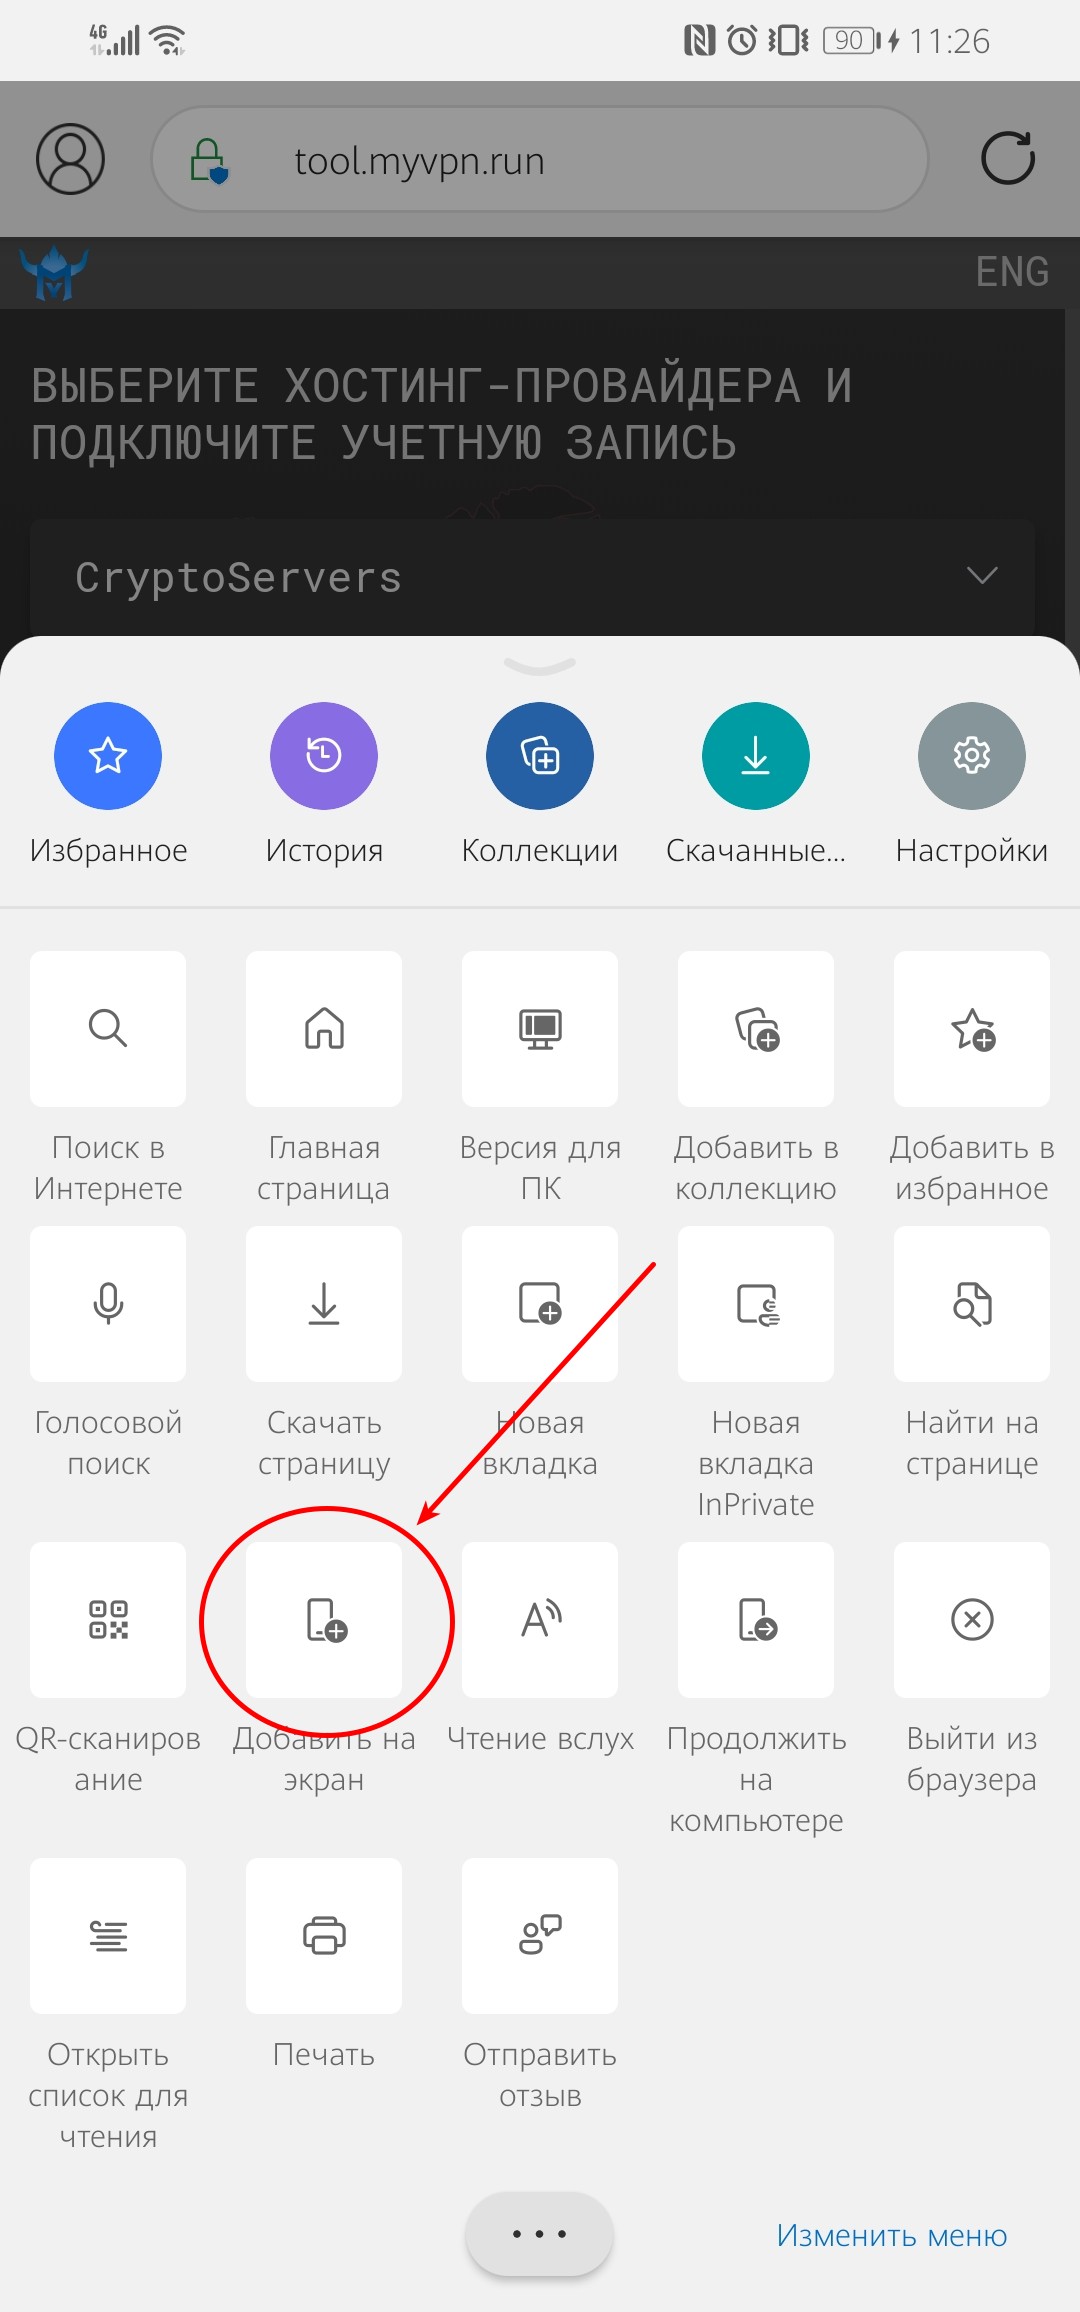 4G
90
11:26
tool.myvpn.run
ENG
ВЫБЕРИТЕ ХОСТИНГ-ПРОВАЙДЕРА И
ПОДКЛЮЧИТЕ УЧЕТНУЮ ЗАПИСЬ
CryptoServers
Избранное
История
Коллекции
Скачанные...
Настройки
Поиск в
Интернете
Главная
страница
Версия для
ПК
Добавить в
коллекцию
Добавить в
избранное
Голосовой
поиск
Скачать
страницу
Новая
вкладка
Новая
вкладка
InPrivate
Найти на
странице
QR-сканиров
ание
Добавить на
экран
Чтение вслух
Продолжить
на
компьютере
Выйти из
браузера
Открыть
список для
чтения
Печать
Отправить
отзыв
Изменить меню